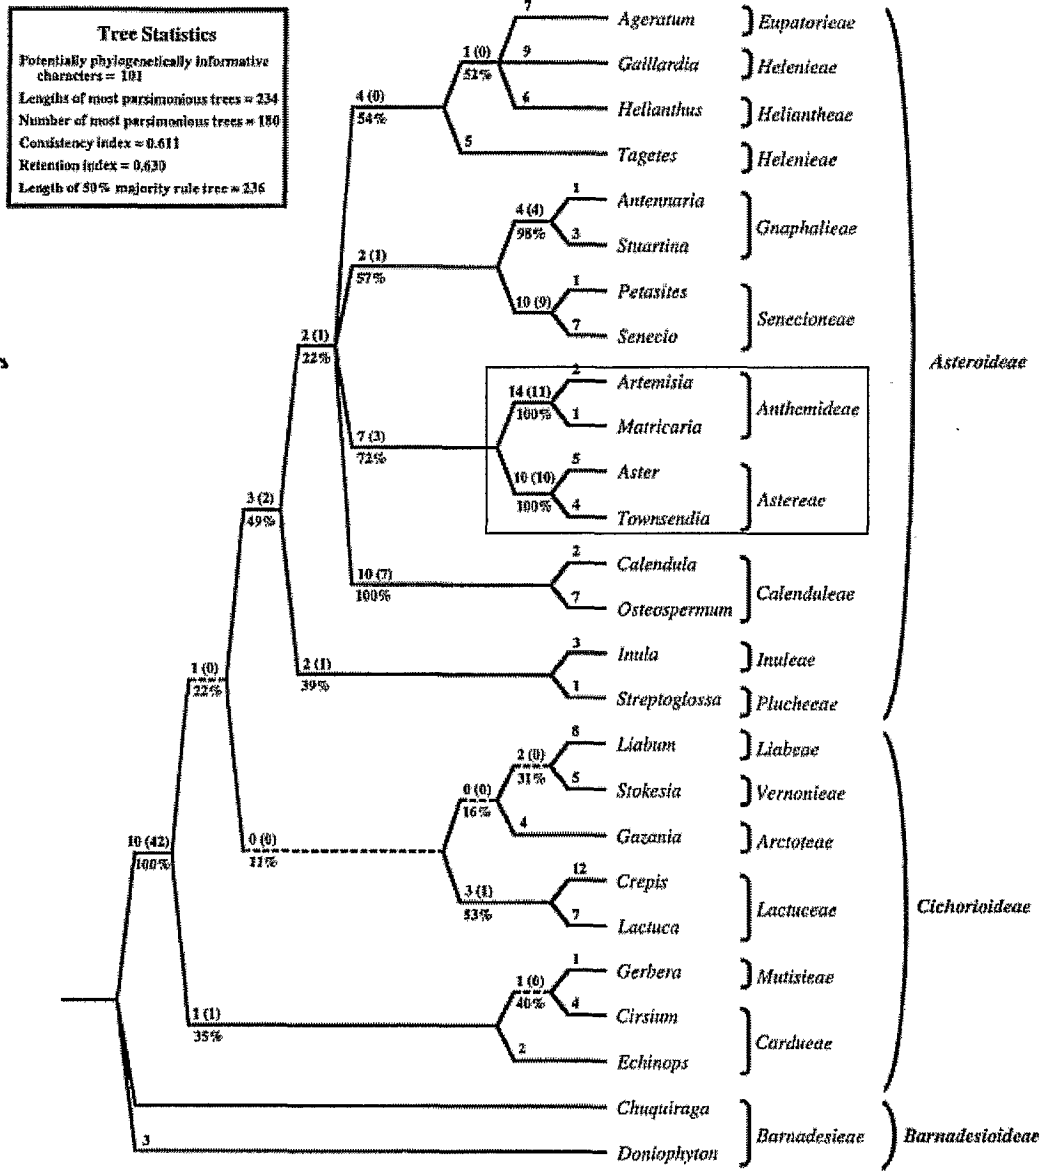 Tree Statistics
Potentially phylogenetically informative
characters = 101
Lengths of most parsimonious trees = 234
Number of most parsimonious trees = 180
Consistency index = 0.611
Retention index = 0.630
Length of 50% majority rule tree = 236
7
Ageratum
Eupatorieae
1 (0)
52%
9
Gaillardia
Helenieae
6
Helianthus
Heliantheae
4 (0)
54%
5
Tagetes
Helenieae
1
Antennaria
4 (4)
98%
Gnaphalieae
3
Stuartina
2 (1)
57%
1
Petasites
10 (9)
Senecioneae
7
Senecio
2 (1)
22%
Asteroideae
2
Artemisia
14 (11)
100%
Anthemideae
1
Matricaria
7 (3)
72%
5
Aster
10 (10)
100%
Astereae
4
Townsendia
3 (2)
49%
2
Calendula
10 (7)
100%
Calenduleae
7
Osteospermum
3
Inula
Inuleae
2 (1)
39%
1
Streptoglossa
Plucheeae
1 (0)
22%
8
Liabum
Liabeae
2 (0)
31%
5
Stokesia
Vernonieae
0 (0)
16%
4
Gazania
Arctoteae
0 (0)
11%
10 (42)
100%
12
Crepis
3 (1)
53%
Lactuceae
7
Lactuca
Cichorioideae
1
Gerbera
Mutisieae
1 (0)
40%
4
Cirsium
1 (1)
35%
Cardueae
2
Echinops
Chuquiraga
Barnadesieae
Barnadesioideae
3
Doniophyton